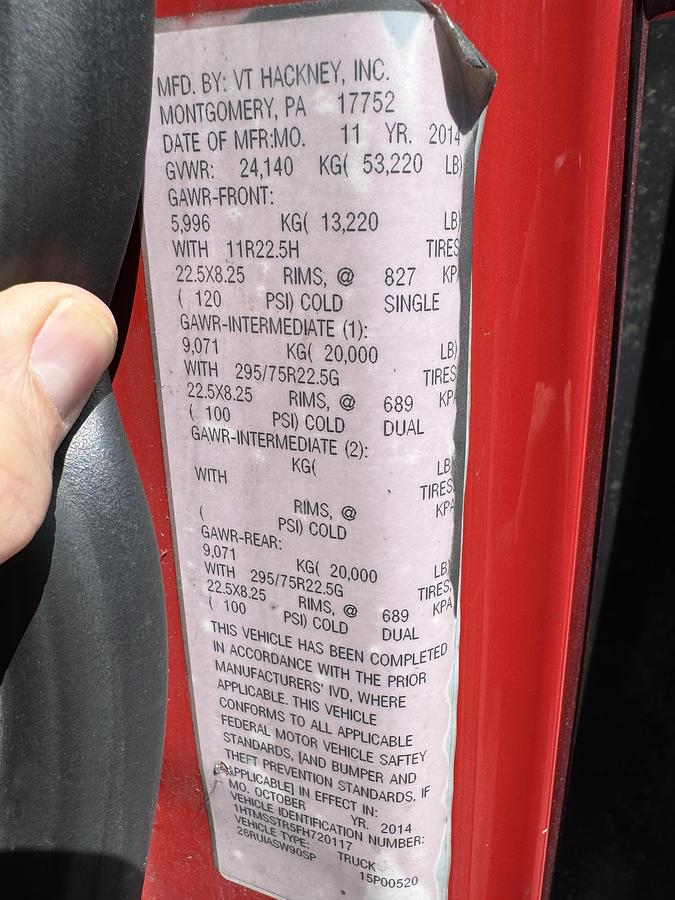 MFD. BY: VT HACKNEY, INC.
MONTGOMERY, PA 17752
DATE OF MFR:MO. 11 YR. 2014
GVWR: 24,140 KG( 53,220 LB)
GAWR-FRONT:
5,996 KG( 13,220 LB)
WITH 11R22.5H TIRES
22.5X8.25 RIMS, @ 827 KPA
( 120 PSI) COLD SINGLE
GAWR-INTERMEDIATE (1):
9,071 KG( 20,000 LB)
WITH 295/75R22.5G TIRES
22.5X8.25 RIMS, @ 689 KPA
( 100 PSI) COLD DUAL
GAWR-INTERMEDIATE (2):
KG( LB)
WITH TIRES
RIMS, @ KPA
( PSI) COLD
GAWR-REAR:
9,071 KG( 20,000 LB)
WITH 295/75R22.5G TIRES,
22.5X8.25 RIMS, @ 689 KPA
( 100 PSI) COLD DUAL
THIS VEHICLE HAS BEEN COMPLETED
IN ACCORDANCE WITH THE PRIOR
MANUFACTURERS' IVD, WHERE
APPLICABLE. THIS VEHICLE
CONFORMS TO ALL APPLICABLE
FEDERAL MOTOR VEHICLE SAFTEY
STANDARDS, [AND BUMPER AND
THEFT PREVENTION STANDARDS, IF
APPLICABLE] IN EFFECT IN:
MO. OCTOBER YR. 2014
VEHICLE IDENTIFICATION NUMBER:
1HTMSSTR5FH720117
VEHICLE TYPE: TRUCK
26RUIASW90SP 15P00520